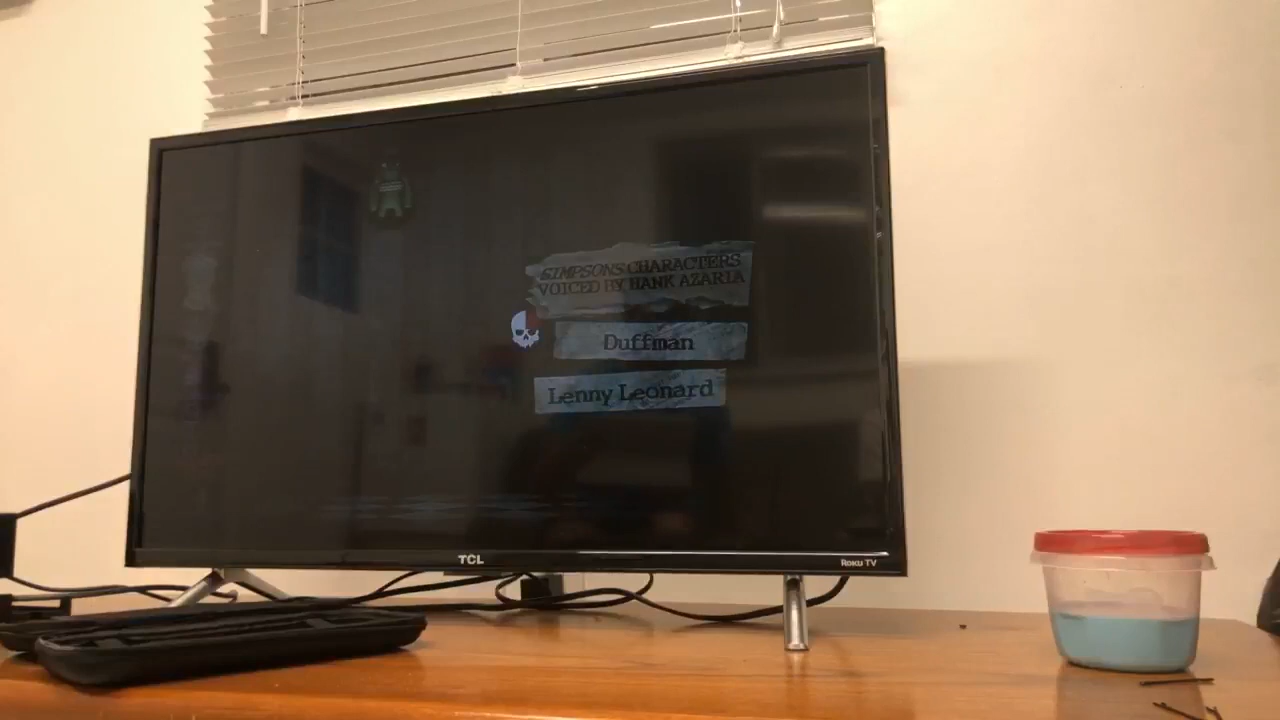 SIMPSONS CHARACTERS
VOICED BY HANK AZARIA
Duffman
Lenny Leonard
TCL
ROKU TV